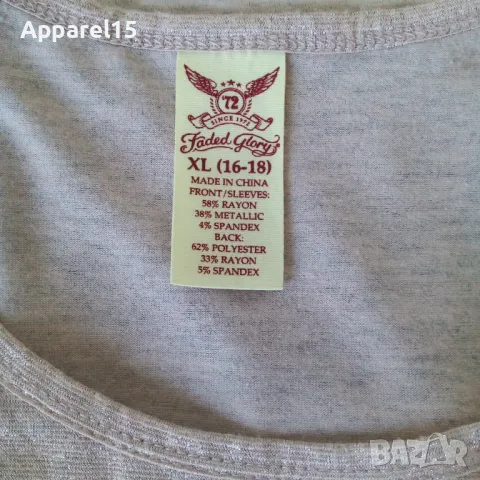 Apparel15
'72
SINCE 1972
Faded Glory
XL (16-18)
MADE IN CHINA
FRONT/SLEEVES:
58% RAYON
38% METALLIC
4% SPANDEX
BACK:
62% POLYESTER
33% RAYON
5% SPANDEX
BAZAR